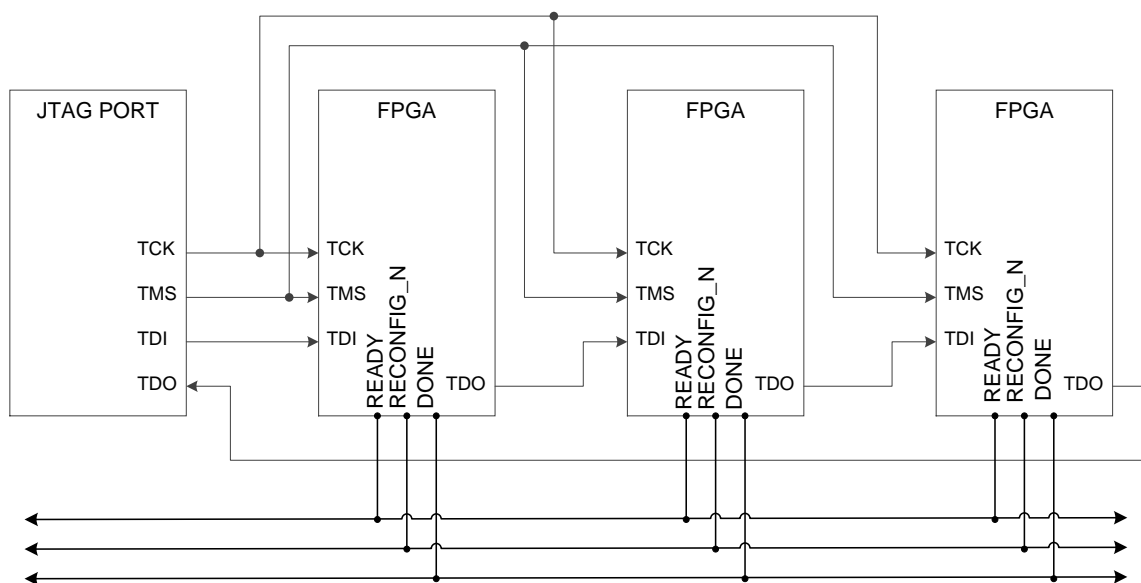 JTAG PORT
TCK
TMS
TDI
TDO
FPGA
TCK
TMS
TDI
READY
RECONFIG_N
DONE
TDO
FPGA
TCK
TMS
TDI
READY
RECONFIG_N
DONE
TDO
FPGA
TCK
TMS
TDI
READY
RECONFIG_N
DONE
TDO